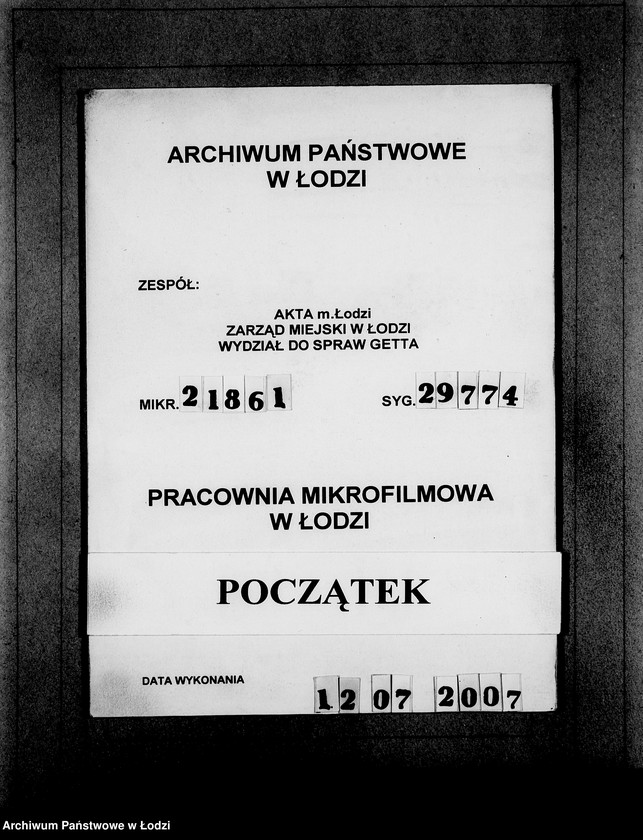 ARCHIWUM PAŃSTWOWE
W ŁODZI
ZESPÓŁ:
AKTA m.Łodzi
ZARZĄD MIEJSKI W ŁODZI
WYDZIAŁ DO SPRAW GETTA
MIKR. 21861 SYG. 29774
PRACOWNIA MIKROFILMOWA
W ŁODZI
POCZĄTEK
DATA WYKONANIA 12 07 2007
Archiwum Państwowe w Łodzi